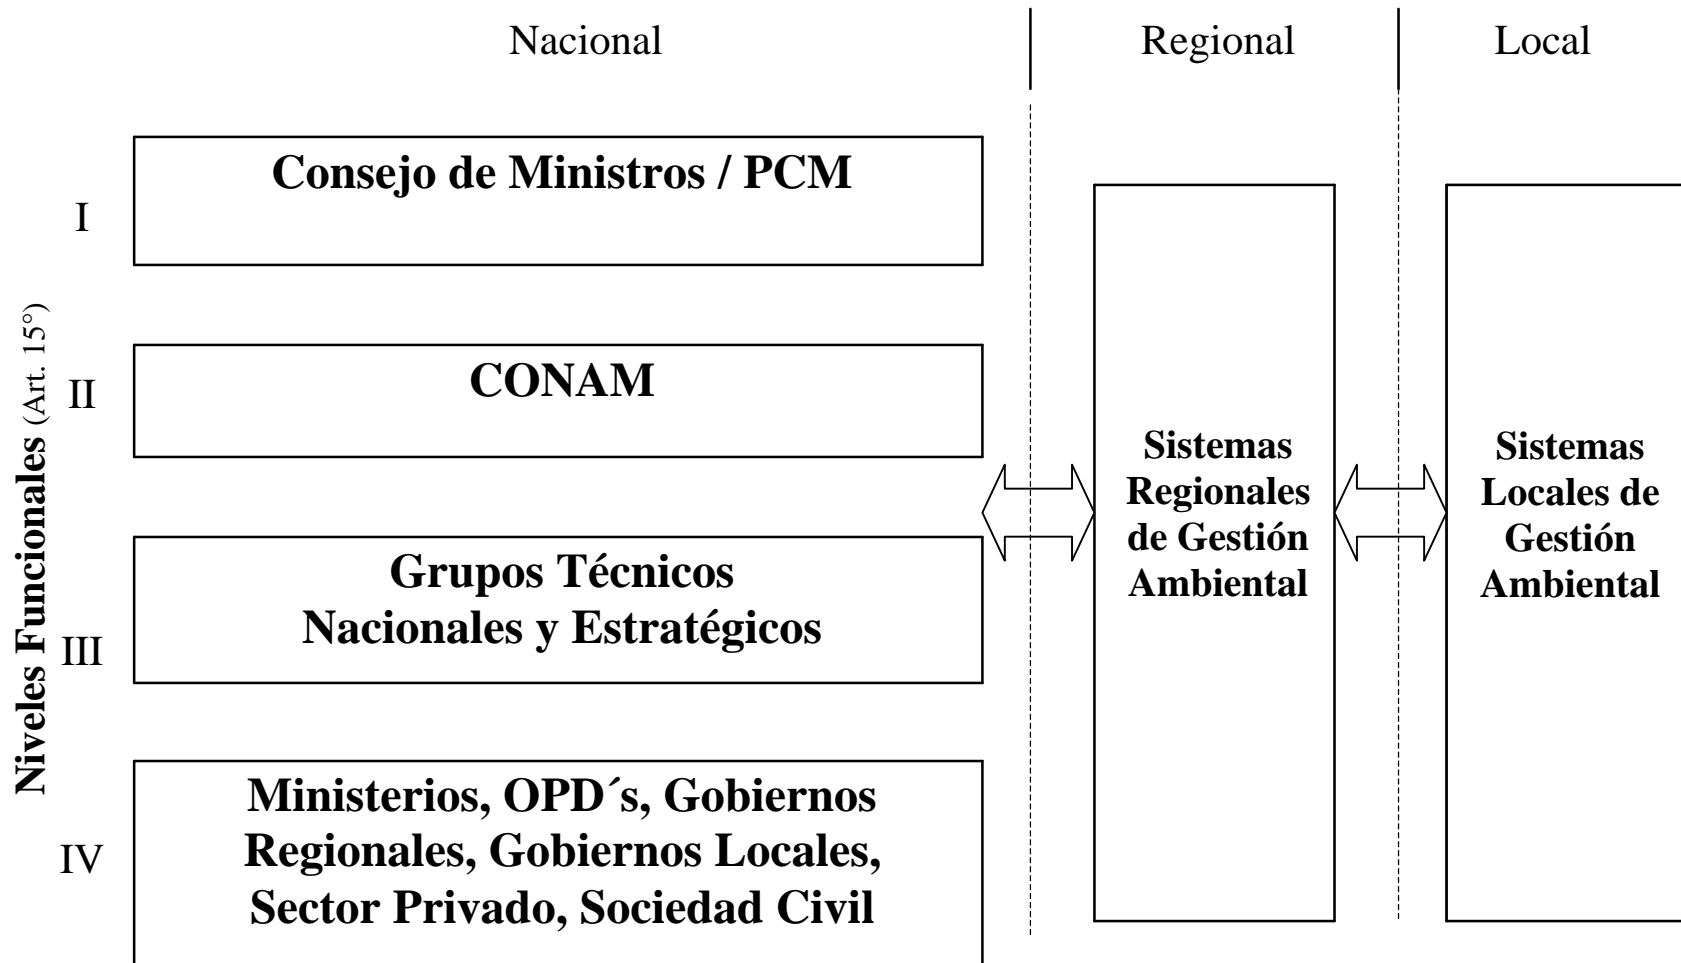 Nacional
Regional
Local
Niveles Funcionales (Art. 15°)
I
Consejo de Ministros / PCM
II
CONAM
III
Grupos Técnicos
Nacionales y Estratégicos
IV
Ministerios, OPD´s, Gobiernos
Regionales, Gobiernos Locales,
Sector Privado, Sociedad Civil
Sistemas
Regionales
de Gestión
Ambiental
Sistemas
Locales de
Gestión
Ambiental